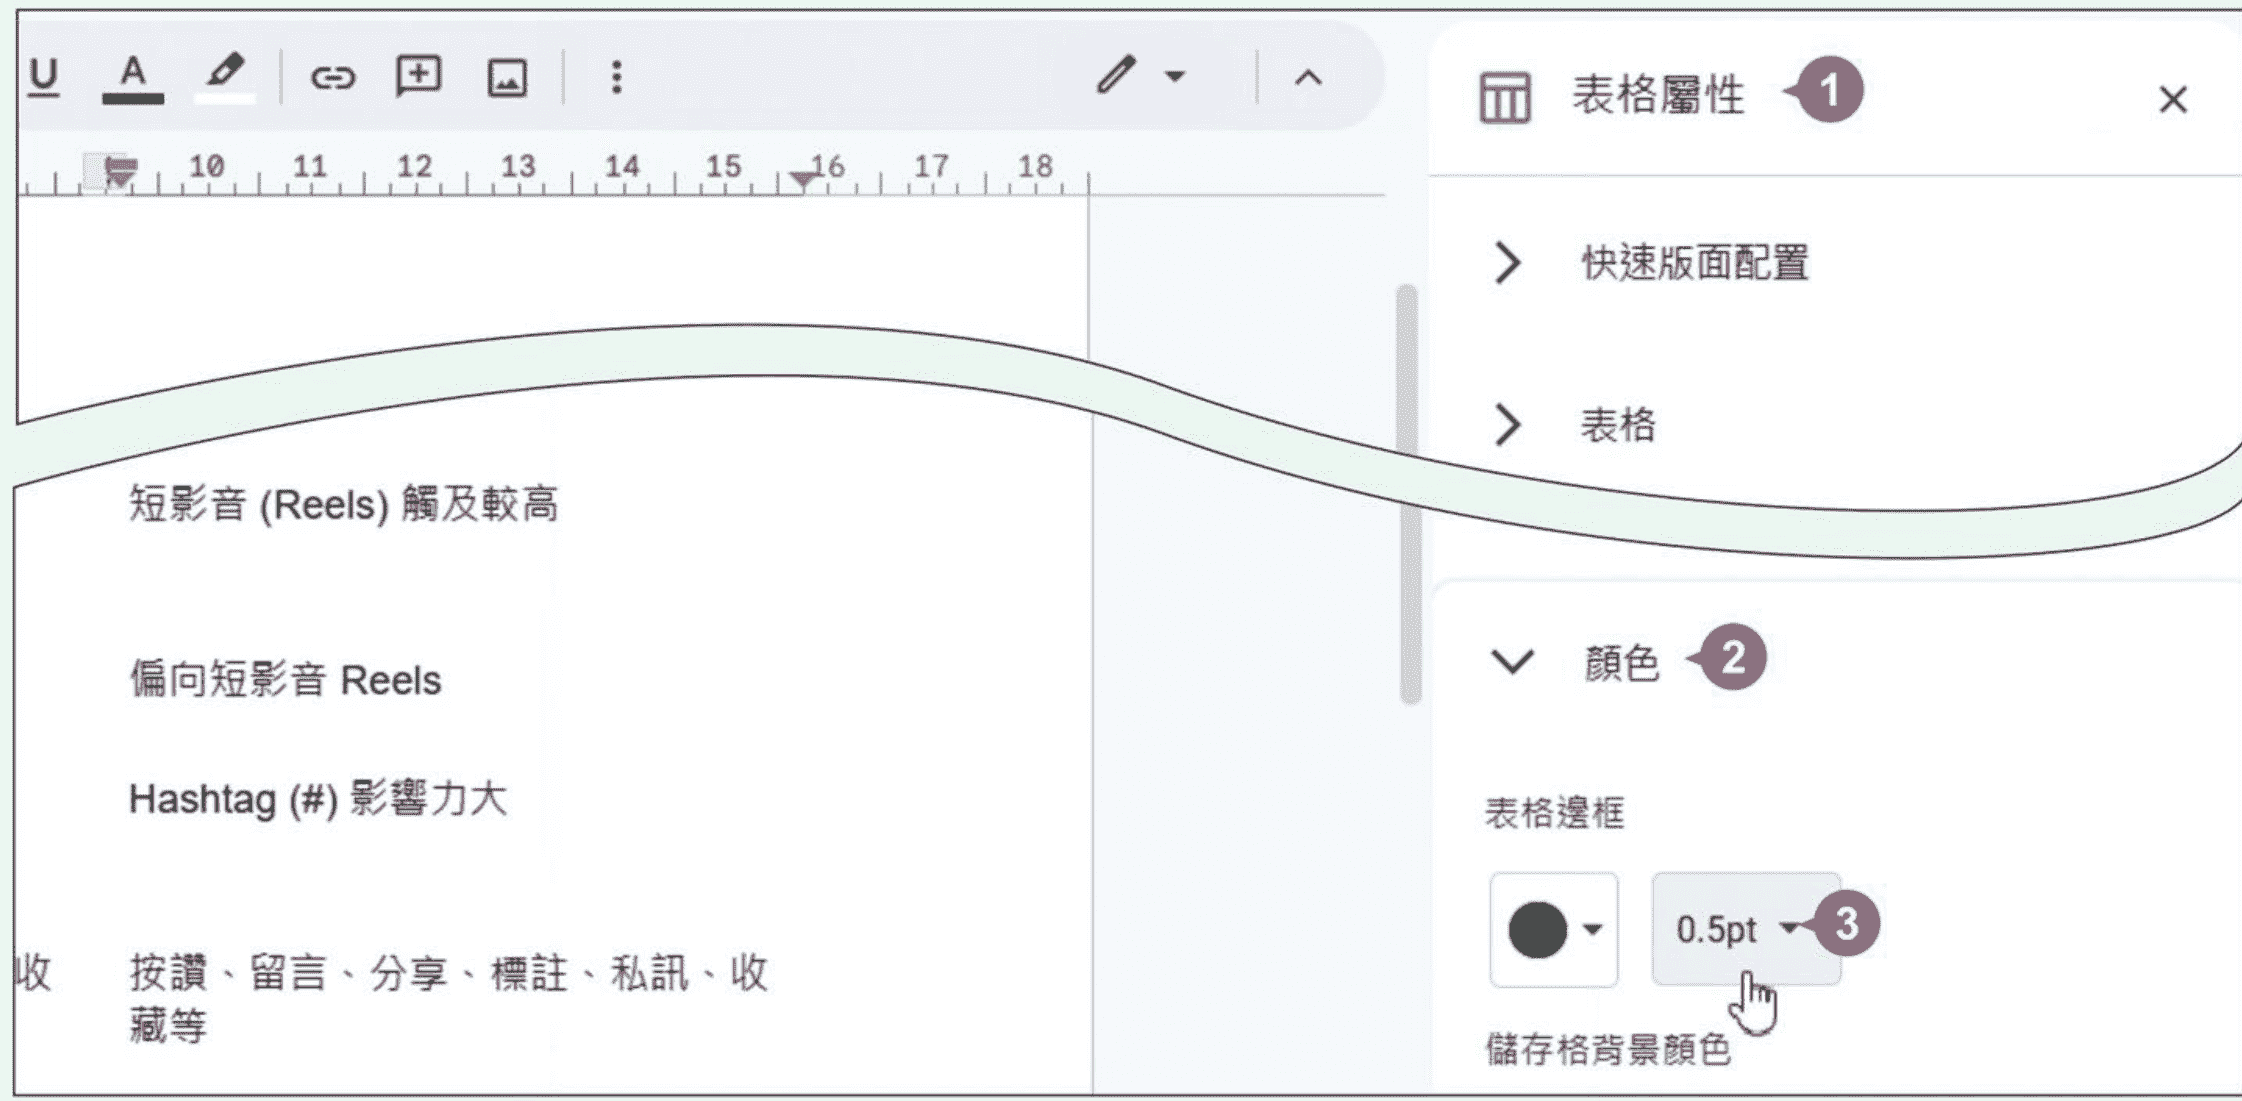 U A
10 11 12 13 14 15 16 17 18
短影音 (Reels) 觸及較高
偏向短影音 Reels
Hashtag (#) 影響力大
收
按讚、留言、分享、標註、私訊、收
藏等
表格屬性 1
快速版面配置
表格
顏色 2
表格邊框
0.5pt 3
儲存格背景顏色